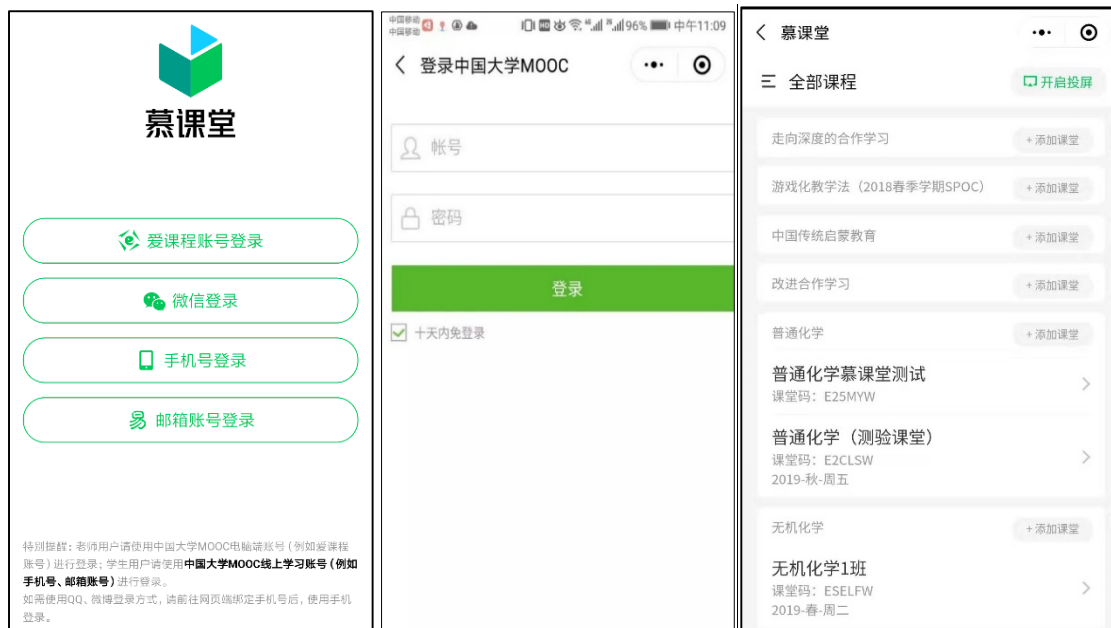 慕课堂
爱课程账号登录
微信登录
手机号登录
邮箱账号登录
特别提醒：老师用户请使用中国大学MOOC电脑端账号（例如爱课程
账号）进行登录；学生用户请使用中国大学MOOC线上学习账号（例如
手机号、邮箱账号）进行登录。
如需使用QQ、微博登录方式，请前往网页端绑定手机号后，使用手机
登录。
中国移动
中国移动
96%
中午11:09
登录中国大学MOOC
帐号
密码
登录
十天内免登录
慕课堂
全部课程
开启投屏
走向深度的合作学习
+ 添加课堂
游戏化教学法（2018春季学期SPOC）
+ 添加课堂
中国传统启蒙教育
+ 添加课堂
改进合作学习
+ 添加课堂
普通化学
+ 添加课堂
普通化学慕课堂测试
课堂码：E25MYW
普通化学（测验课堂）
课堂码：E2CLSW
2019-秋-周五
无机化学
+ 添加课堂
无机化学1班
课堂码：ESELFW
2019-春-周二